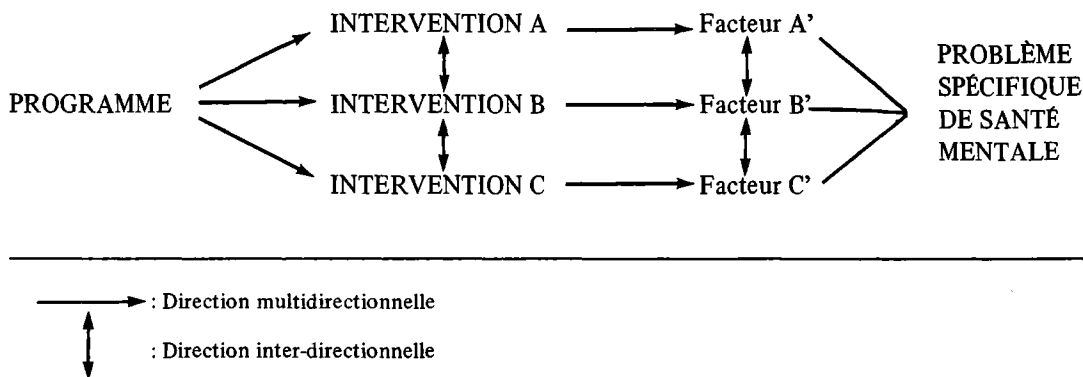 INTERVENTION A Facteur A’
PROBLÈME
SPÉCIFIQUE
PROGRAMME INTERVENTION B Facteur B’ DE SANTÉ
MENTALE
INTERVENTION C Facteur C’
: Direction multidirectionnelle
: Direction inter-directionnelle